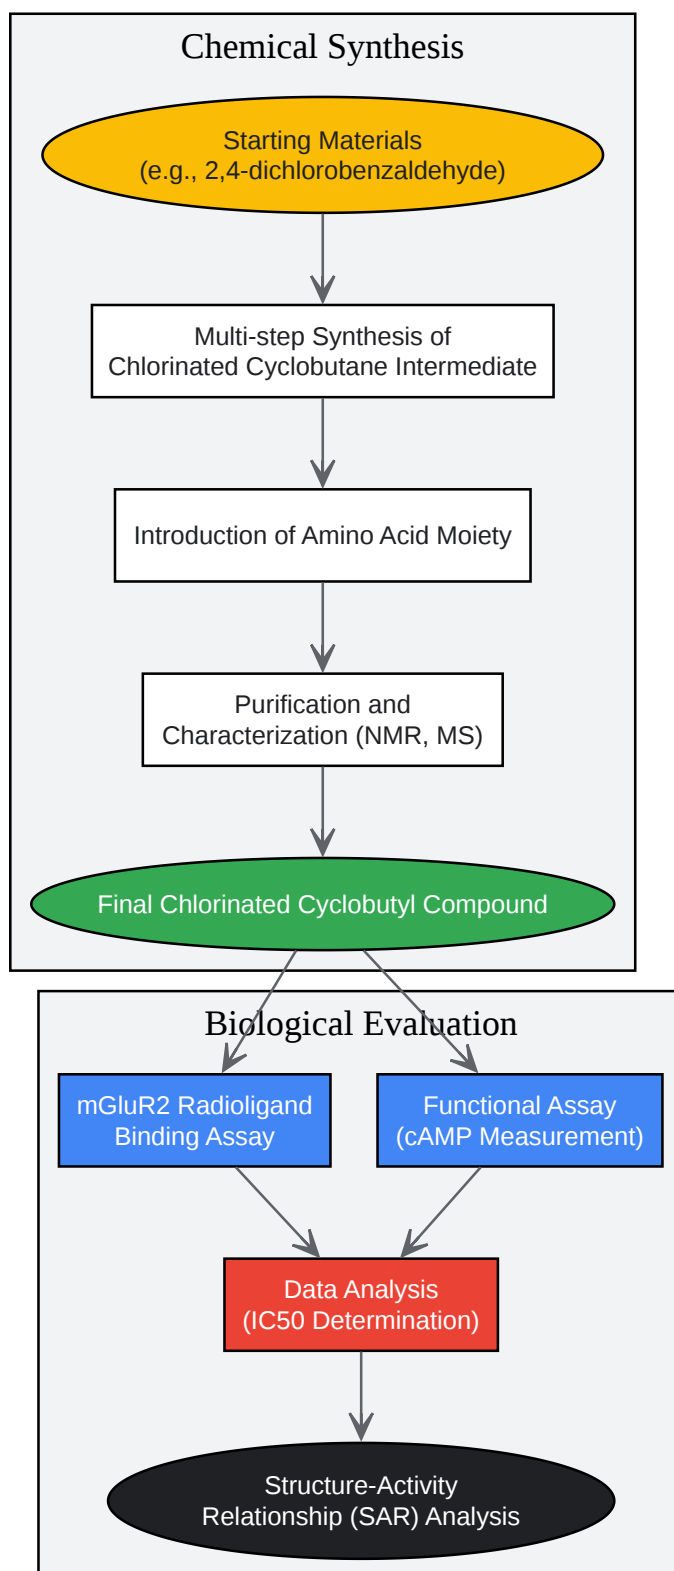 Chemical Synthesis
Starting Materials
(e.g., 2,4-dichlorobenzaldehyde)
Multi-step Synthesis of
Chlorinated Cyclobutane Intermediate
Introduction of Amino Acid Moiety
Purification and
Characterization (NMR, MS)
Final Chlorinated Cyclobutyl Compound
Biological Evaluation
mGluR2 Radioligand
Binding Assay
Functional Assay
(cAMP Measurement)
Data Analysis
(IC50 Determination)
Structure-Activity
Relationship (SAR) Analysis